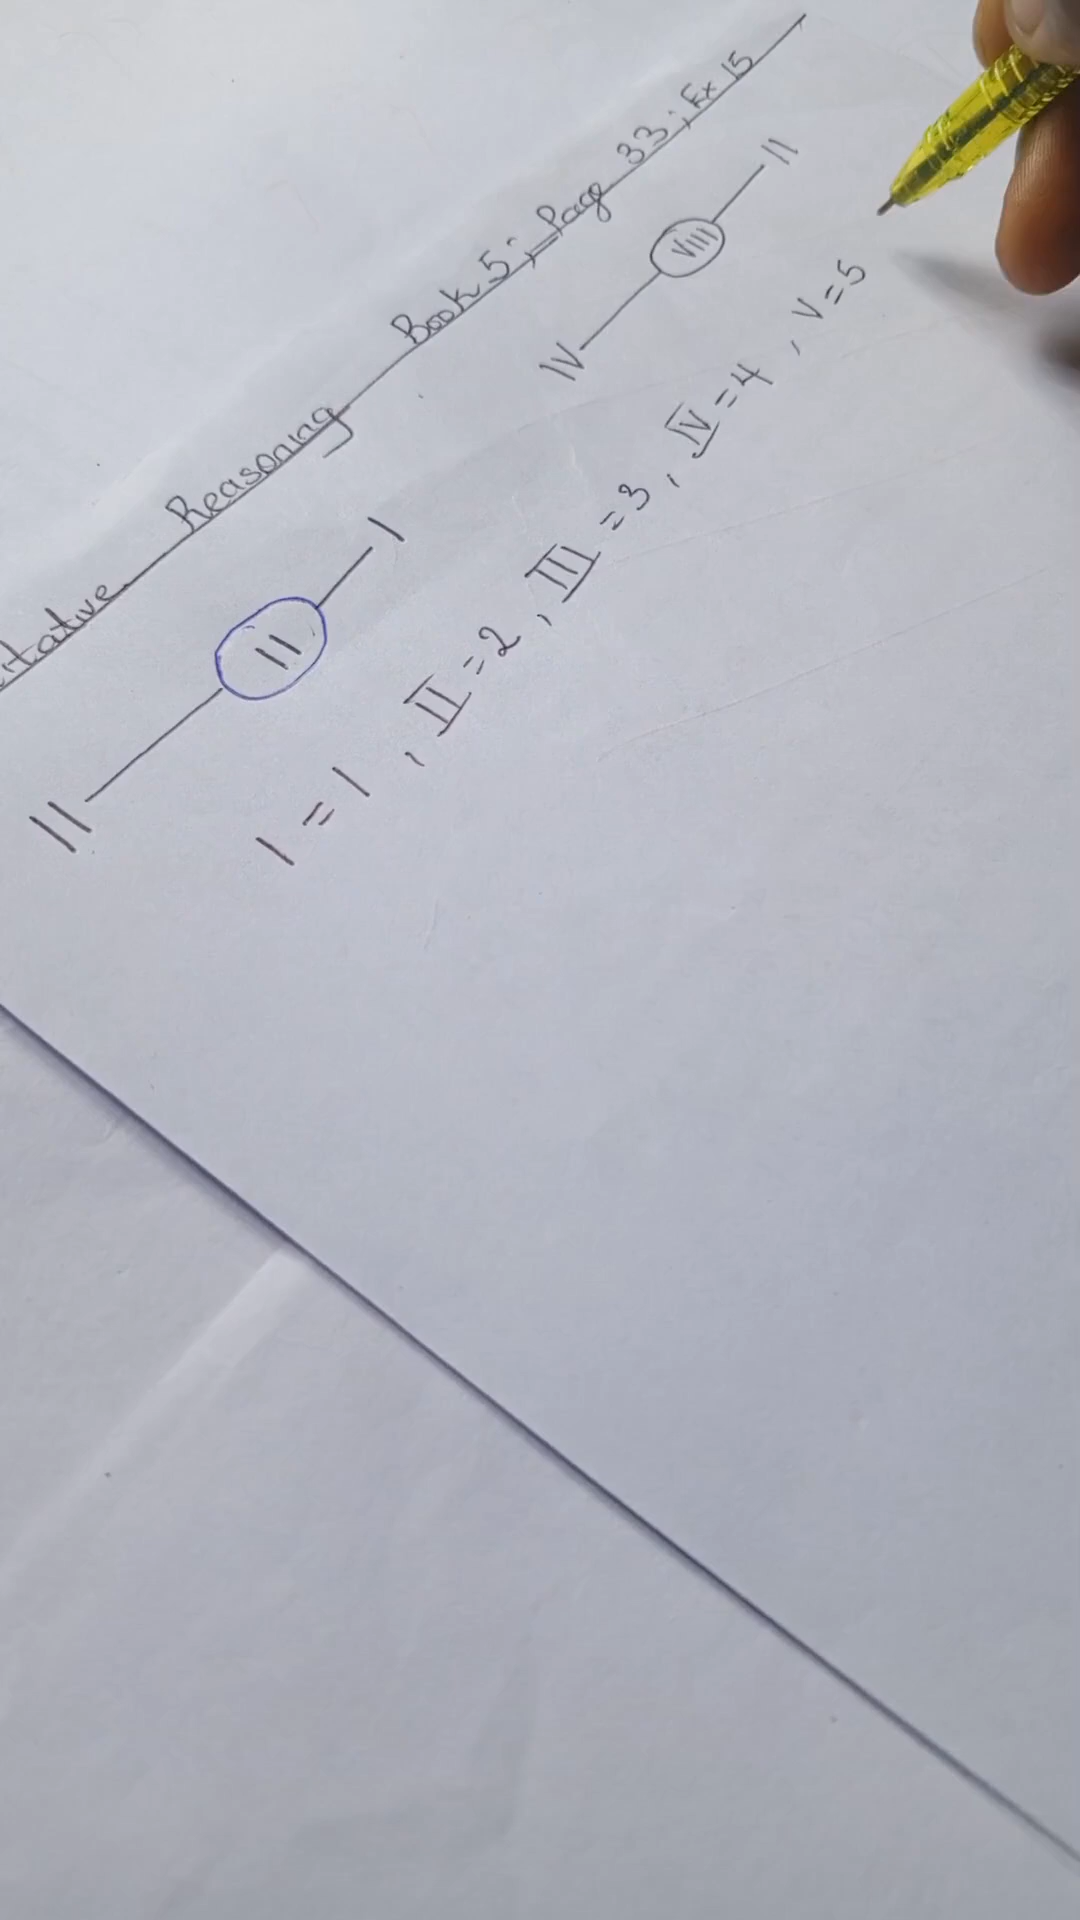 Reasoning Book 5; Page 33; Ex 15
II II I
IV VIII II
I = 1, II = 2, III = 3, IV = 4, V = 5